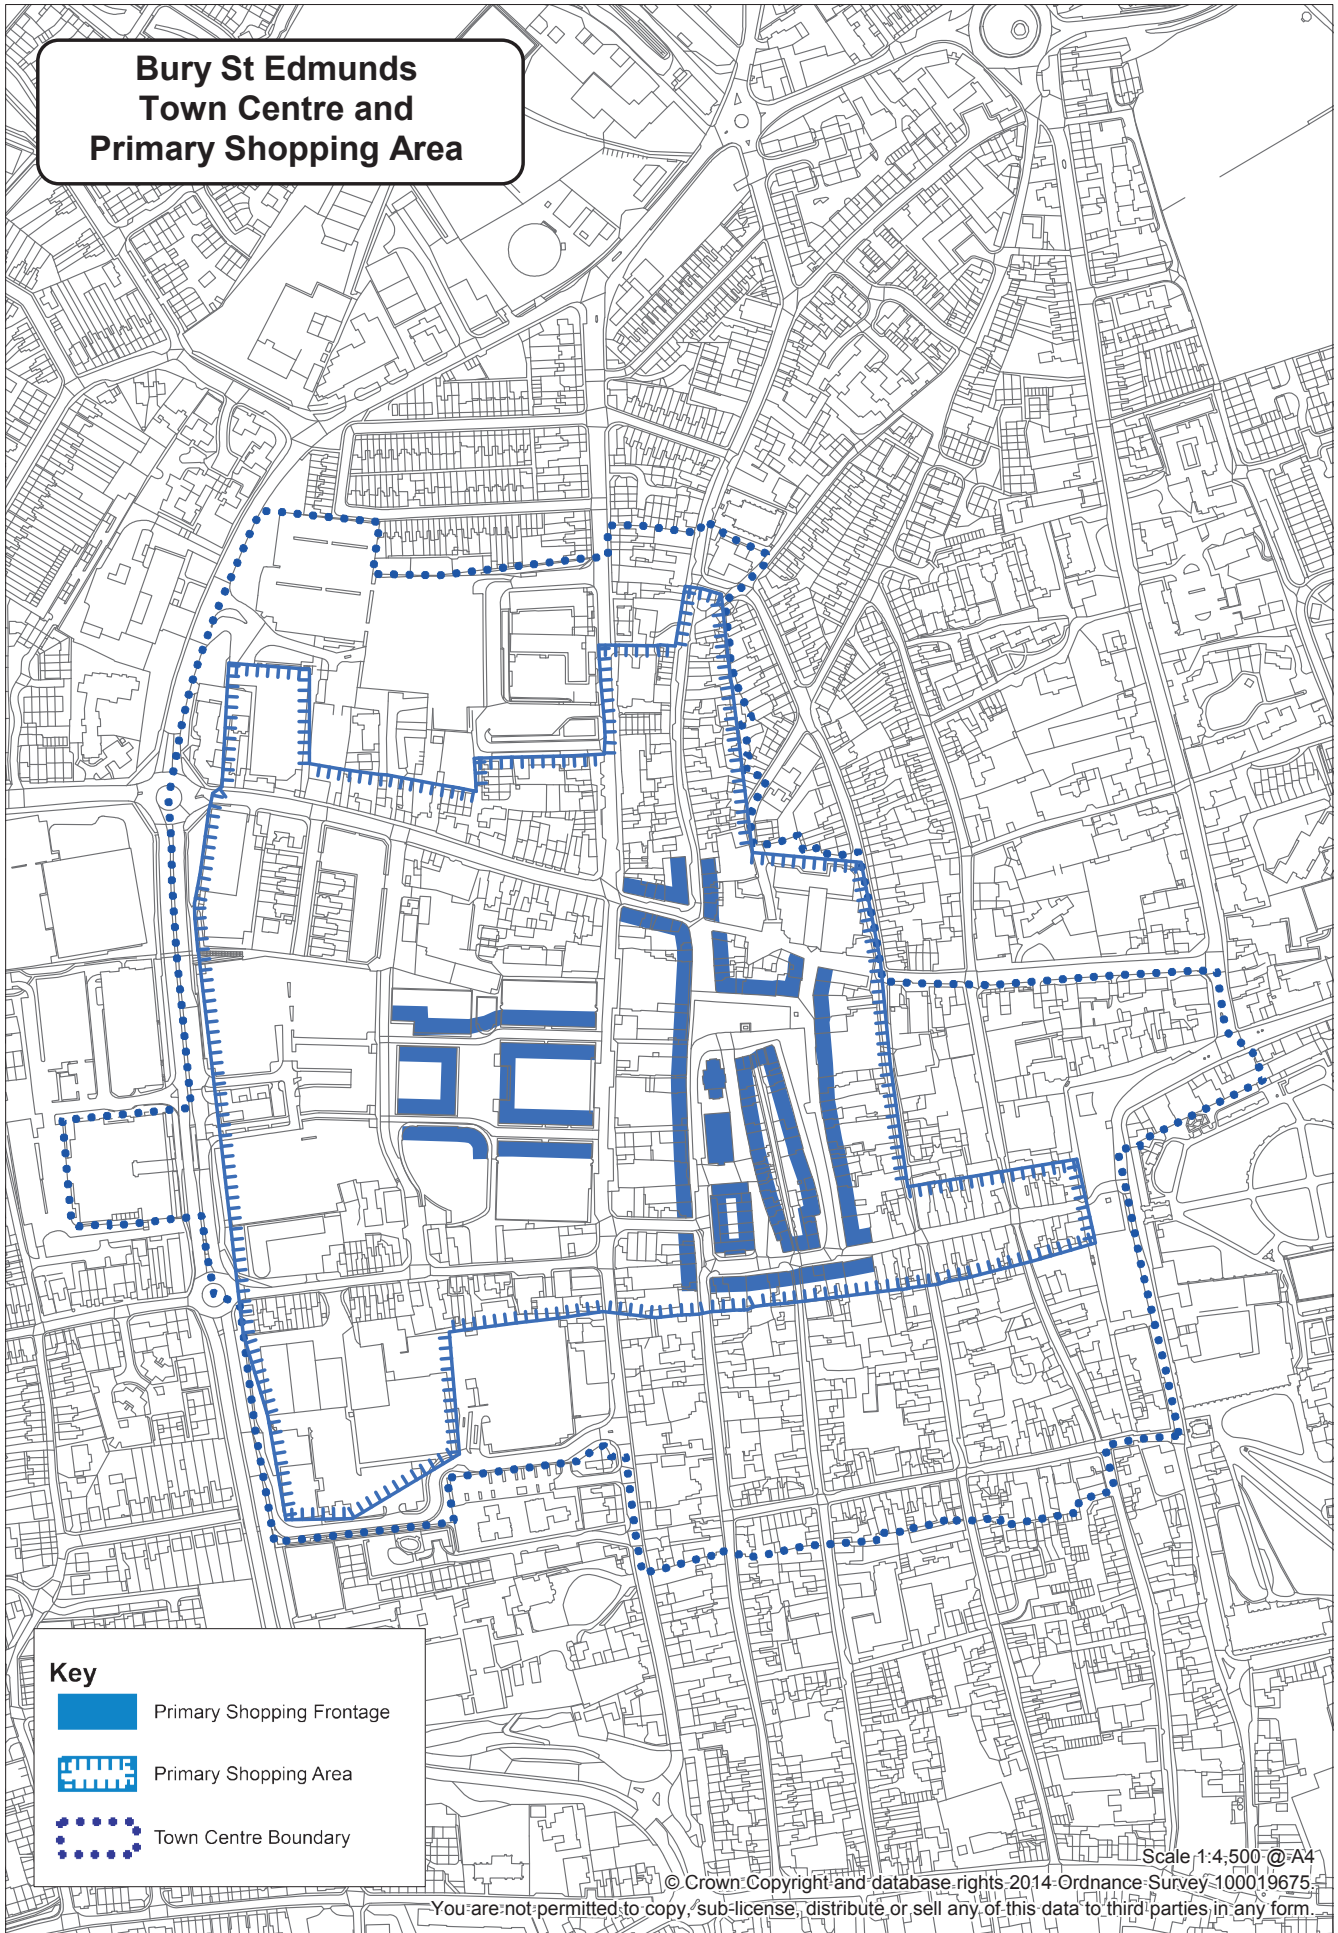 Bury St Edmunds
Town Centre and
Primary Shopping Area
Key
Primary Shopping Frontage
Primary Shopping Area
Town Centre Boundary
Scale 1:4,500 @ A4
© Crown Copyright and database rights 2014 Ordnance Survey 100019675.
You are not permitted to copy, sub-license, distribute or sell any of this data to third parties in any form.